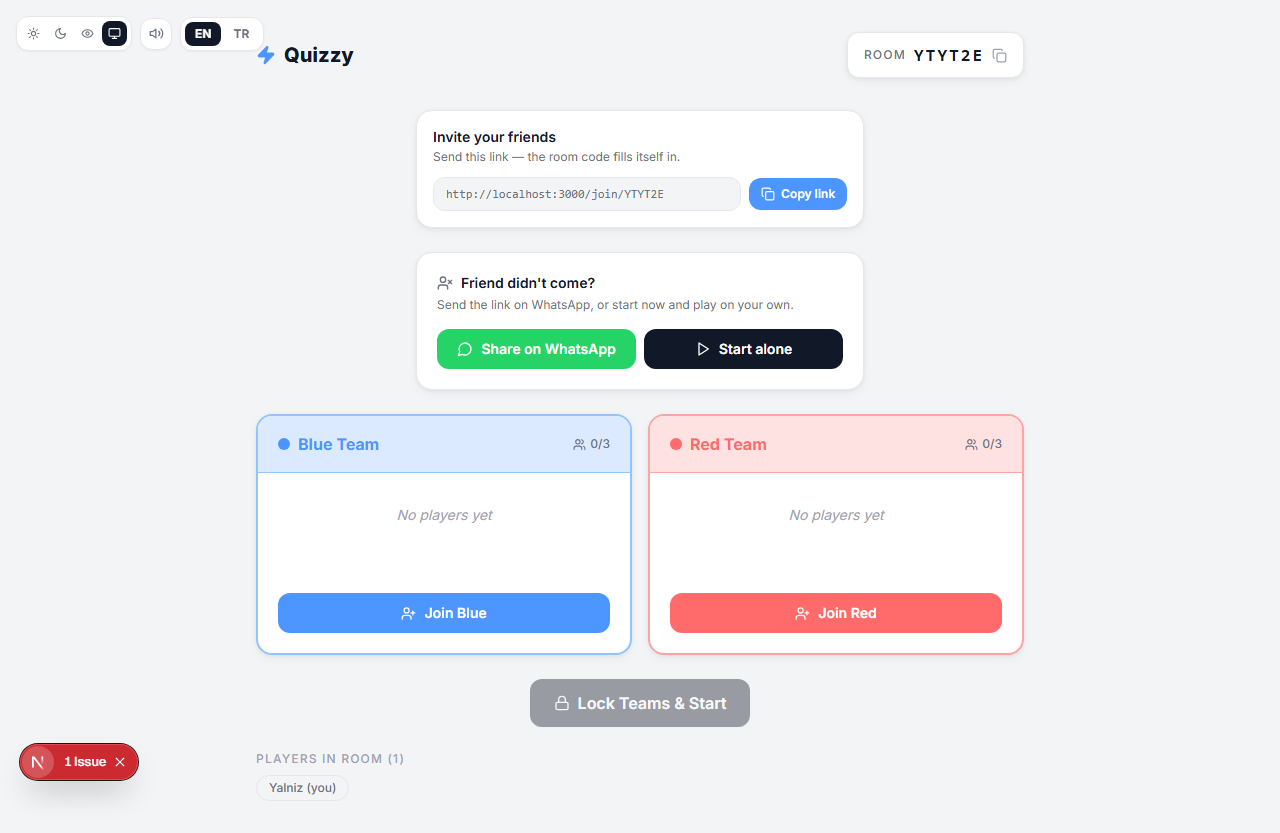 EN TR
Quizzy
ROOM YTYT2E
Invite your friends
Send this link — the room code fills itself in.
http://localhost:3000/join/YTYT2E
Copy link
Friend didn't come?
Send the link on WhatsApp, or start now and play on your own.
Share on WhatsApp
Start alone
Blue Team 0/3
Red Team 0/3
No players yet
No players yet
Join Blue
Join Red
Lock Teams & Start
PLAYERS IN ROOM (1)
Yalniz (you)
N 1 Issue